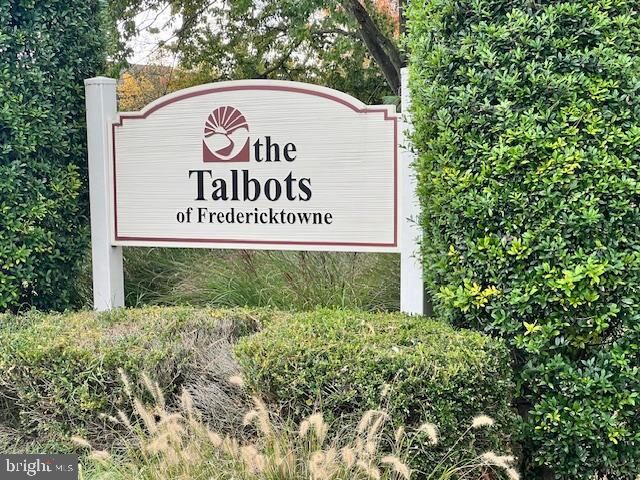 the
Talbots
of Fredericktowne
bright MLS